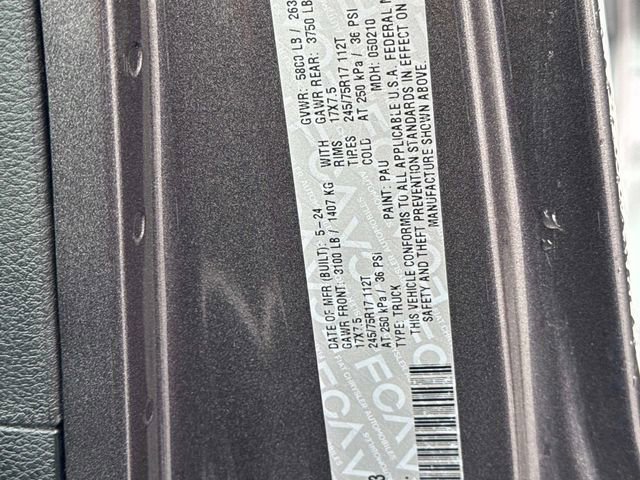 DATE OF MFR (BUILT): 5-24 GVWR: 5800 LB / 263
GAWR FRONT: 3100 LB / 1407 KG WITH GAWR REAR: 3750 LB
17X7.5 RIMS 17X7.5
245/75R17 112T TIRES 245/75R17 112T
AT 250 kPa / 36 PSI COLD AT 250 kPa / 36 PSI
TYPE: TRUCK PAINT: PAU MDH: 050210
THIS VEHICLE CONFORMS TO ALL APPLICABLE U.S.A. FEDERAL M
SAFETY AND THEFT PREVENTION STANDARDS IN EFFECT ON
MANUFACTURE SHOWN ABOVE.